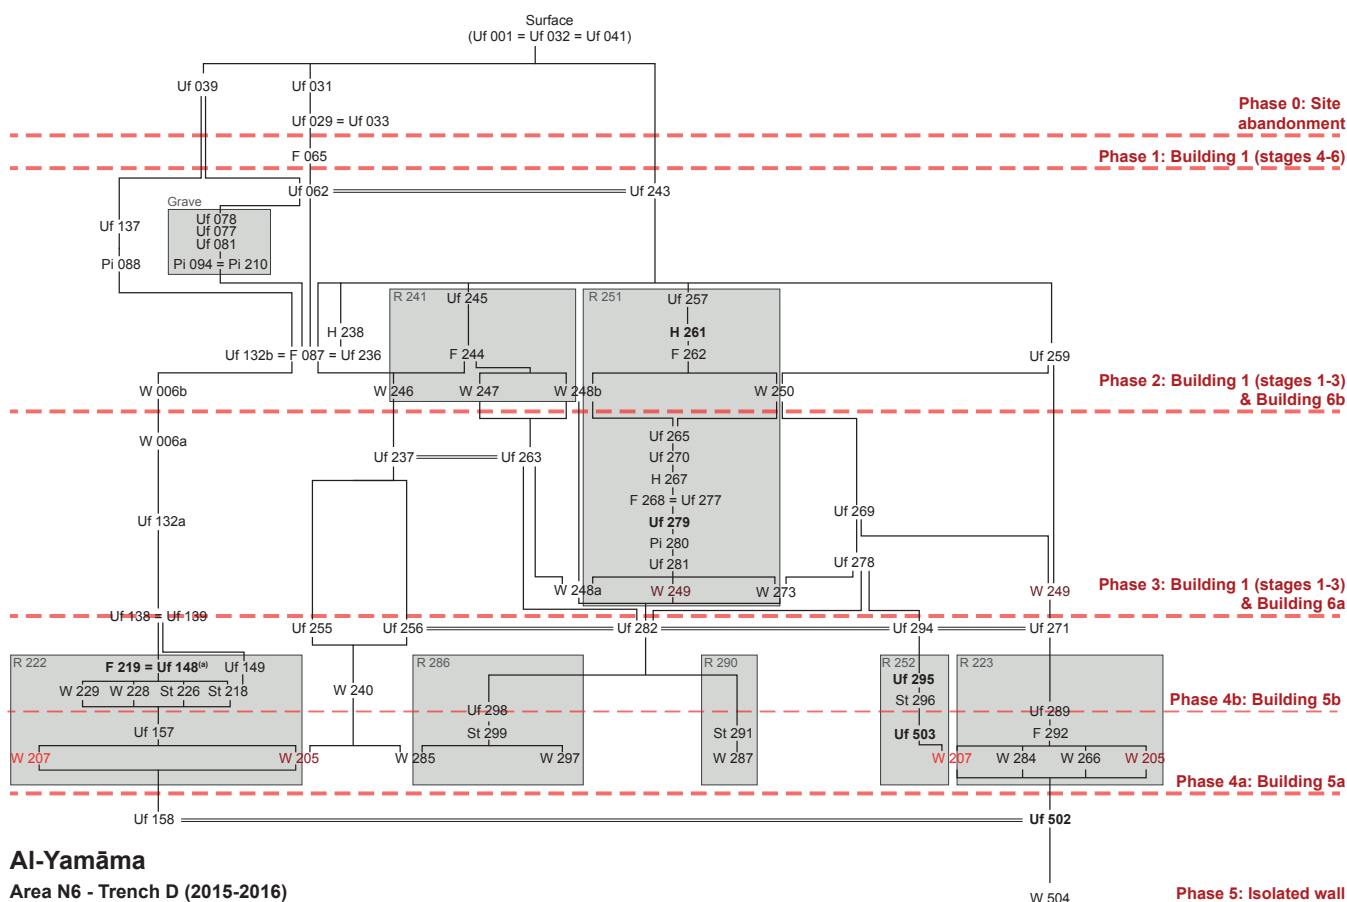 Surface
(Uf 001 = Uf 032 = Uf 041)
Uf 039
Uf 031
Phase 0: Site
abandonment
Uf 029 = Uf 033
F 065
Phase 1: Building 1 (stages 4-6)
Uf 062
Uf 243
Grave
Uf 078
Uf 077
Uf 081
Pi 094 = Pi 210
Uf 137
Pi 088
R 241
Uf 245
R 251
Uf 257
H 238
H 261
Uf 132b = F 087 = Uf 236
F 244
F 262
Uf 259
Phase 2: Building 1 (stages 1-3)
& Building 6b
W 006b
W 246
W 247
W 248b
W 250
W 006a
Uf 265
Uf 237
Uf 263
Uf 270
H 267
F 268 = Uf 277
Uf 132a
Uf 279
Uf 269
Pi 280
Uf 281
Uf 278
W 248a
W 249
W 273
W 249
Phase 3: Building 1 (stages 1-3)
& Building 6a
Uf 138 = Uf 139
Uf 255
Uf 256
Uf 282
Uf 294
Uf 271
R 222
F 219 = Uf 148(a)
Uf 149
R 286
R 290
R 252
R 223
Uf 295
W 229
W 228
St 226
St 218
W 240
St 296
Phase 4b: Building 5b
Uf 298
Uf 289
Uf 157
St 299
St 291
Uf 503
F 292
W 207
W 205
W 285
W 297
W 287
W 207
W 284
W 266
W 205
Phase 4a: Building 5a
Uf 158
Uf 502
Al-Yamāma
Area N6 - Trench D (2015-2016)
W 504
Phase 5: Isolated wall